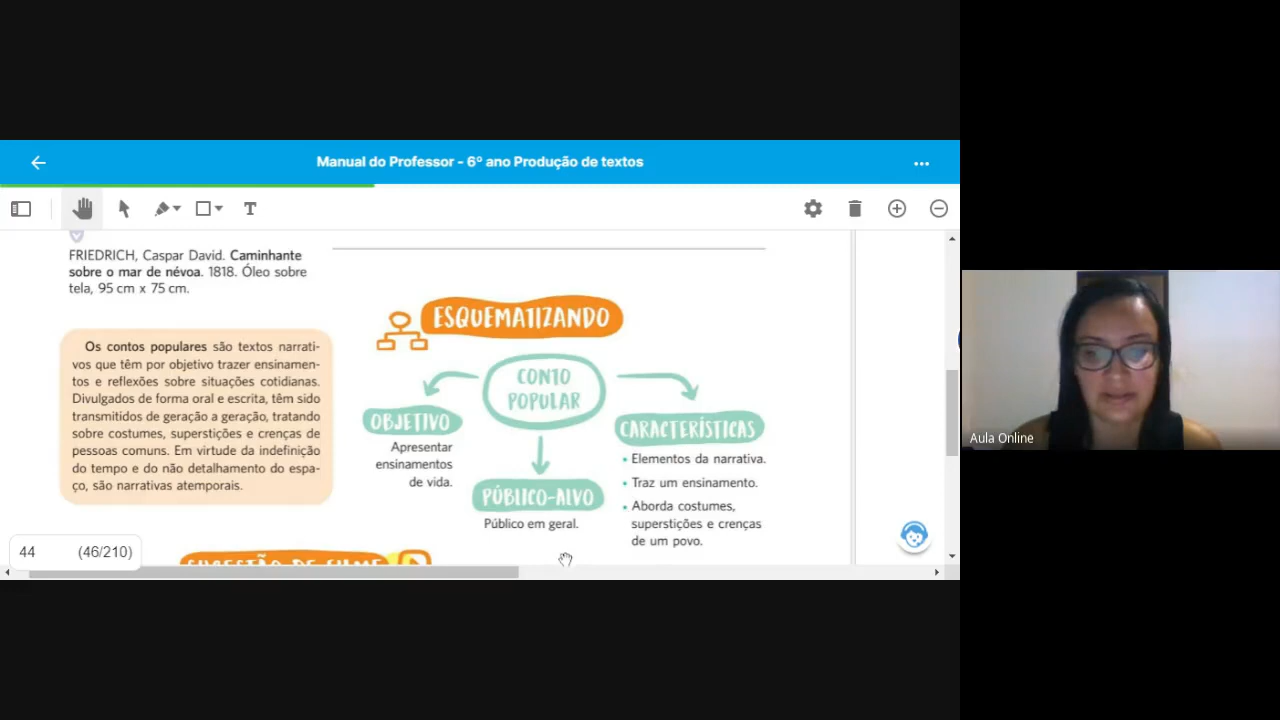 Manual do Professor - 6º ano Produção de textos
T
FRIEDRICH, Caspar David. Caminhante
sobre o mar de névoa. 1818. Óleo sobre
tela, 95 cm x 75 cm.
ESQUEMATIZANDO
Os contos populares são textos narrati-
vos que têm por objetivo trazer ensinamen-
tos e reflexões sobre situações cotidianas.
Divulgados de forma oral e escrita, têm sido
transmitidos de geração a geração, tratando
sobre costumes, superstições e crenças de
pessoas comuns. Em virtude da indefinição
do tempo e do não detalhamento do espa-
ço, são narrativas atemporais.
CONTO
POPULAR
OBJETIVO
Apresentar
ensinamentos
de vida.
PÚBLICO-ALVO
Público em geral.
CARACTERÍSTICAS
• Elementos da narrativa.
• Traz um ensinamento.
• Aborda costumes,
superstições e crenças
de um povo.
SUGESTÃO DE FILME
44 (46/210)
Aula Online